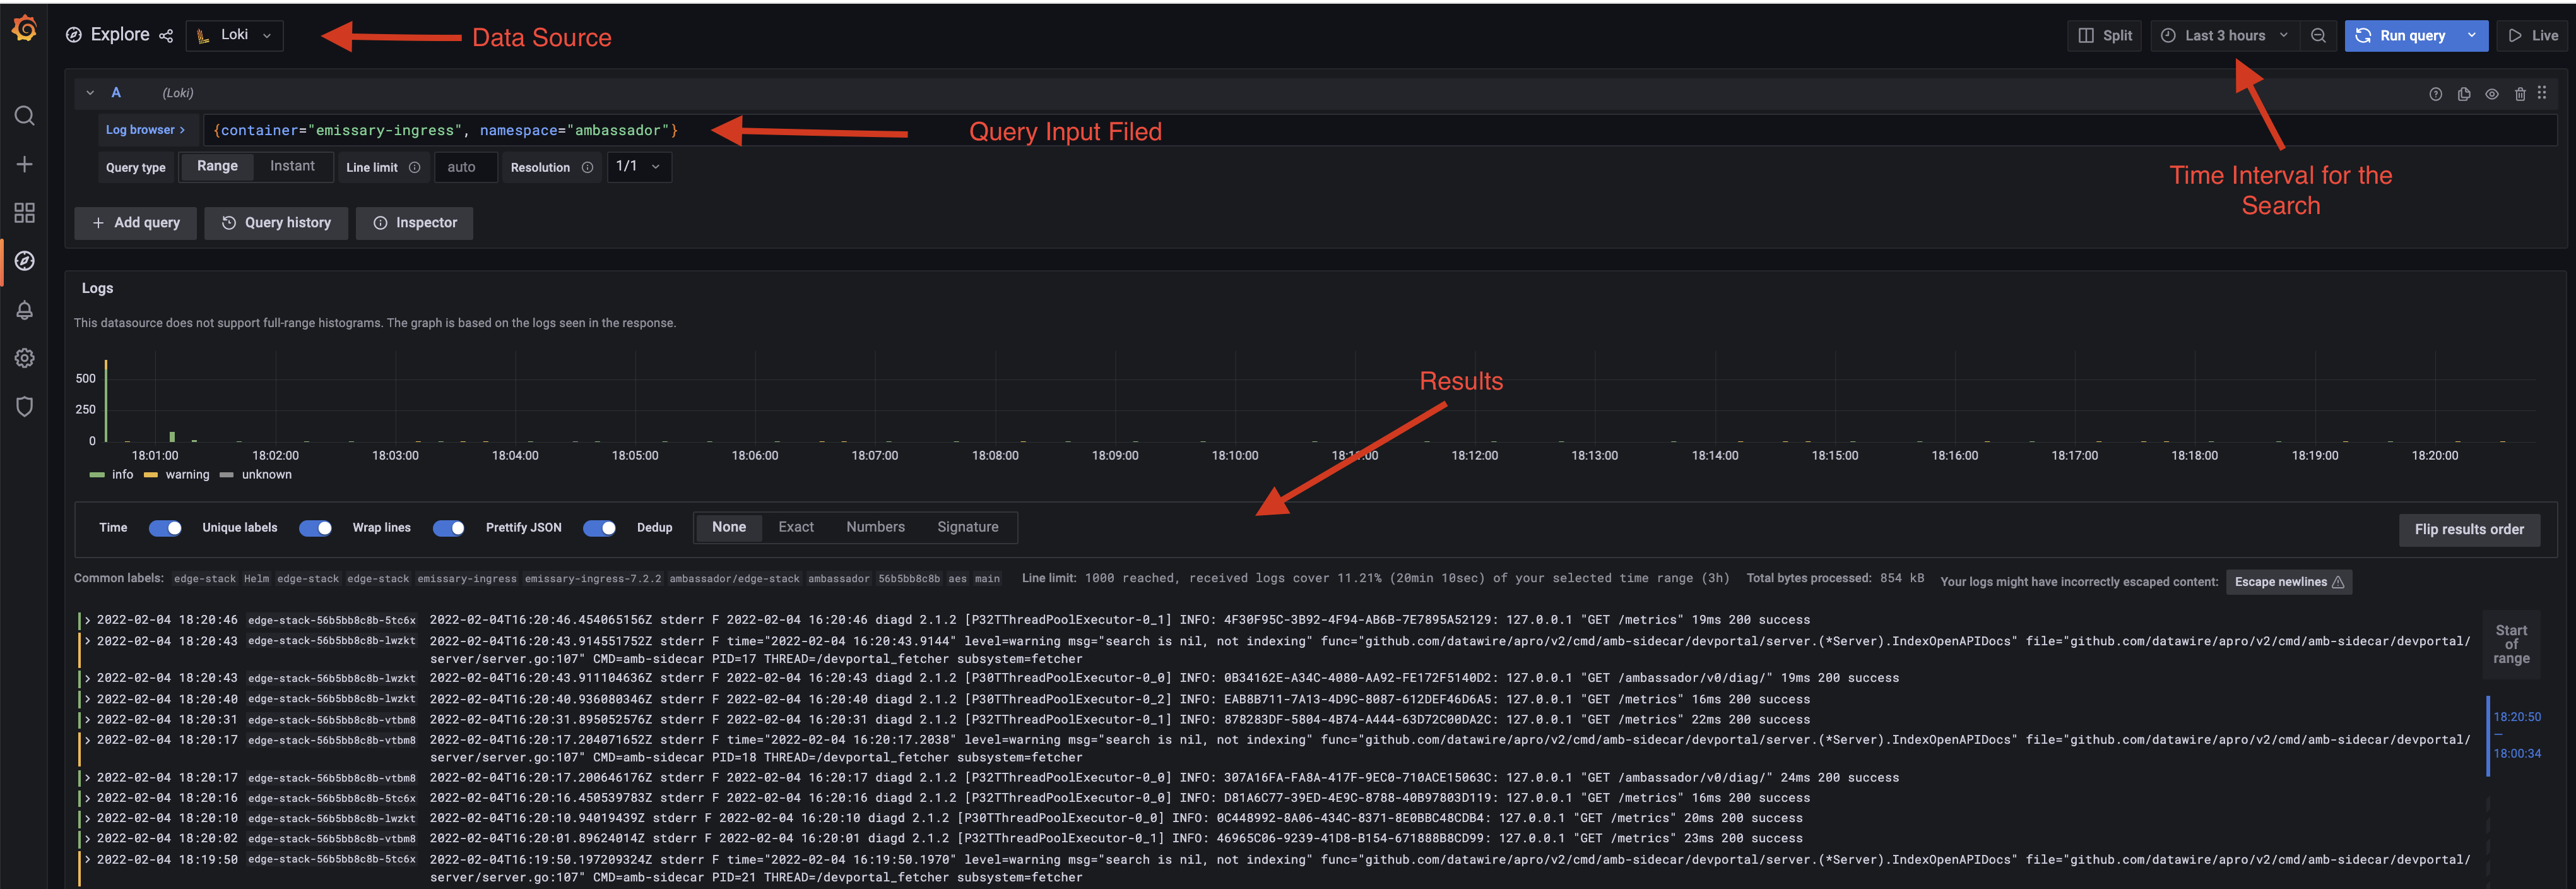 Explore Loki Data Source Split Last 3 hours Run query Live
A (Loki)
Log browser > {container="emissary-ingress", namespace="ambassador"} Query Input Filed
Query type Range Instant Line limit auto Resolution 1/1
Time Interval for the
Search
+ Add query Query history Inspector
Logs
This datasource does not support full-range histograms. The graph is based on the logs seen in the response.
500
250
0
Results
18:01:00 18:02:00 18:03:00 18:04:00 18:05:00 18:06:00 18:07:00 18:08:00 18:09:00 18:10:00 18:11:00 18:12:00 18:13:00 18:14:00 18:15:00 18:16:00 18:17:00 18:18:00 18:19:00 18:20:00
info warning unknown
Time Unique labels Wrap lines Prettify JSON Dedup None Exact Numbers Signature Flip results order
Common labels: edge-stack Helm edge-stack edge-stack emissary-ingress emissary-ingress-7.2.2 ambassador/edge-stack ambassador 56b5bb8c8b aes main Line limit: 1000 reached, received logs cover 11.21% (20min 10sec) of your selected time range (3h) Total bytes processed: 854 kB Your logs might have incorrectly escaped content: Escape newlines
> 2022-02-04 18:20:46 edge-stack-56b5bb8c8b-5tc6x 2022-02-04T16:20:46.454065156Z stderr F 2022-02-04 16:20:46 diagd 2.1.2 [P32TThreadPoolExecutor-0_1] INFO: 4F30F95C-3B92-4F94-AB6B-7E7895A52129: 127.0.0.1 "GET /metrics" 19ms 200 success
> 2022-02-04 18:20:43 edge-stack-56b5bb8c8b-lwzkt 2022-02-04T16:20:43.914551752Z stderr F time="2022-02-04 16:20:43.9144" level=warning msg="search is nil, not indexing" func="github.com/datawire/apro/v2/cmd/amb-sidecar/devportal/server.(*Server).IndexOpenAPIDocs" file="github.com/datawire/apro/v2/cmd/amb-sidecar/devportal/
server/server.go:107" CMD=amb-sidecar PID=17 THREAD=/devportal_fetcher subsystem=fetcher
> 2022-02-04 18:20:43 edge-stack-56b5bb8c8b-lwzkt 2022-02-04T16:20:43.911104636Z stderr F 2022-02-04 16:20:43 diagd 2.1.2 [P30TThreadPoolExecutor-0_0] INFO: 0B34162E-A34C-4080-AA92-FE172F5140D2: 127.0.0.1 "GET /ambassador/v0/diag/" 19ms 200 success
> 2022-02-04 18:20:40 edge-stack-56b5bb8c8b-lwzkt 2022-02-04T16:20:40.936080346Z stderr F 2022-02-04 16:20:40 diagd 2.1.2 [P30TThreadPoolExecutor-0_2] INFO: EAB8B711-7A13-4D9C-8087-612DEF46D6A5: 127.0.0.1 "GET /metrics" 16ms 200 success
> 2022-02-04 18:20:31 edge-stack-56b5bb8c8b-vtbm8 2022-02-04T16:20:31.895052576Z stderr F 2022-02-04 16:20:31 diagd 2.1.2 [P32TThreadPoolExecutor-0_1] INFO: 878283DF-5804-4B74-A444-63D72C00DA2C: 127.0.0.1 "GET /metrics" 22ms 200 success
> 2022-02-04 18:20:17 edge-stack-56b5bb8c8b-vtbm8 2022-02-04T16:20:17.204071652Z stderr F time="2022-02-04 16:20:17.2038" level=warning msg="search is nil, not indexing" func="github.com/datawire/apro/v2/cmd/amb-sidecar/devportal/server.(*Server).IndexOpenAPIDocs" file="github.com/datawire/apro/v2/cmd/amb-sidecar/devportal/
server/server.go:107" CMD=amb-sidecar PID=18 THREAD=/devportal_fetcher subsystem=fetcher
> 2022-02-04 18:20:17 edge-stack-56b5bb8c8b-vtbm8 2022-02-04T16:20:17.200646176Z stderr F 2022-02-04 16:20:17 diagd 2.1.2 [P32TThreadPoolExecutor-0_0] INFO: 307A16FA-FA8A-417F-9EC0-710ACE15063C: 127.0.0.1 "GET /ambassador/v0/diag/" 24ms 200 success
> 2022-02-04 18:20:16 edge-stack-56b5bb8c8b-5tc6x 2022-02-04T16:20:16.450539783Z stderr F 2022-02-04 16:20:16 diagd 2.1.2 [P32TThreadPoolExecutor-0_0] INFO: D81A6C77-39ED-4E9C-8788-40B97803D119: 127.0.0.1 "GET /metrics" 16ms 200 success
> 2022-02-04 18:20:10 edge-stack-56b5bb8c8b-lwzkt 2022-02-04T16:20:10.94019439Z stderr F 2022-02-04 16:20:10 diagd 2.1.2 [P30TThreadPoolExecutor-0_0] INFO: 0C448992-8A06-434C-8371-8E0BBC48CDB4: 127.0.0.1 "GET /metrics" 20ms 200 success
> 2022-02-04 18:20:02 edge-stack-56b5bb8c8b-vtbm8 2022-02-04T16:20:01.89624014Z stderr F 2022-02-04 16:20:01 diagd 2.1.2 [P32TThreadPoolExecutor-0_1] INFO: 46965C06-9239-41D8-B154-671888B8CD99: 127.0.0.1 "GET /metrics" 23ms 200 success
> 2022-02-04 18:19:50 edge-stack-56b5bb8c8b-5tc6x 2022-02-04T16:19:50.197209324Z stderr F time="2022-02-04 16:19:50.1970" level=warning msg="search is nil, not indexing" func="github.com/datawire/apro/v2/cmd/amb-sidecar/devportal/server.(*Server).IndexOpenAPIDocs" file="github.com/datawire/apro/v2/cmd/amb-sidecar/devportal/
server/server.go:107" CMD=amb-sidecar PID=21 THREAD=/devportal_fetcher subsystem=fetcher
Start
of
range
18:20:50
—
18:00:34